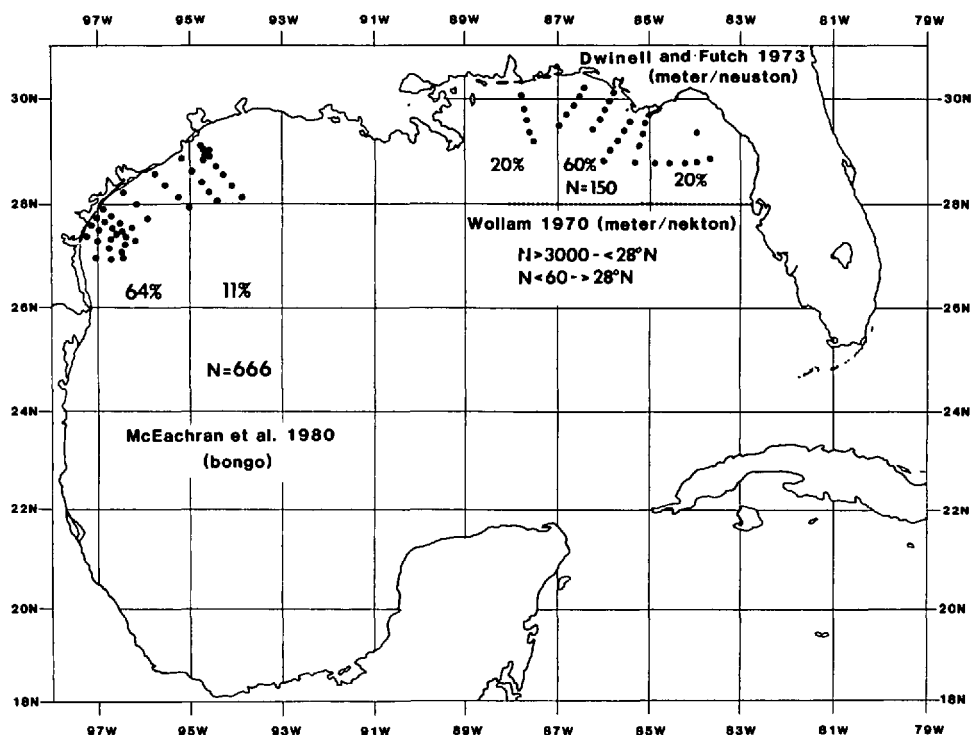 97W 95W 93W 91W 89W 87W 85W 83W 81W 79W
Dwinell and Futch 1973
(meter/neuston)
30N 30N
20% 60% 20%
N=150
28N 28N
Wollam 1970 (meter/nekton)
N>3000-<28°N
N<60->28°N
64% 11%
26N 26N
N=666
24N 24N
McEachran et al. 1980
(bongo)
22N 22N
20N 20N
18N 18N
97W 95W 93W 91W 89W 87W 85W 83W 81W 79W